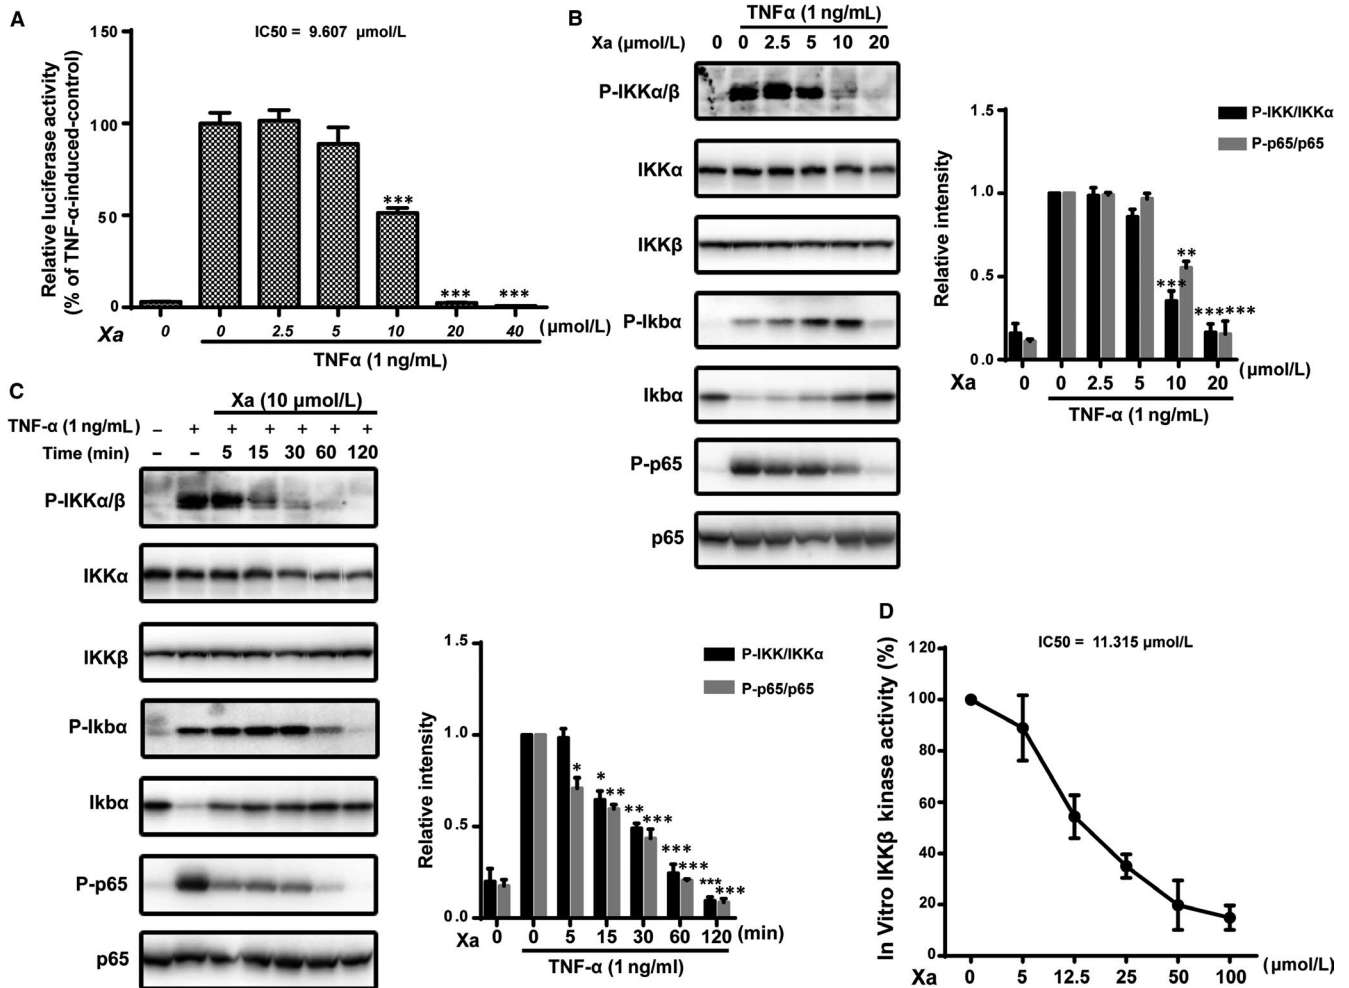 A
IC50 = 9.607 μmol/L
Relative luciferase activity
(% of TNF-α-induced-control)
150
100
50
0
***
***
***
Xa 0 0 2.5 5 10 20 40 (μmol/L)
TNFα (1 ng/mL)
B
TNFα (1 ng/mL)
Xa (μmol/L) 0 0 2.5 5 10 20
P-IKKα/β
IKKα
IKKβ
P-Ikbα
Ikbα
P-p65
p65
Relative intensity
1.5
1.0
0.5
0.0
P-IKK/IKKα
P-p65/p65
***
**
***
***
Xa 0 0 2.5 5 10 20 (μmol/L)
TNF-α (1 ng/mL)
C
Xa (10 μmol/L)
TNF-α (1 ng/mL) – + + + + + +
Time (min) – – 5 15 30 60 120
P-IKKα/β
IKKα
IKKβ
P-Ikbα
Ikbα
P-p65
p65
Relative intensity
1.5
1.0
0.5
0.0
P-IKK/IKKα
P-p65/p65
*
*
**
**
***
***
***
***
***
Xa 0 0 5 15 30 60 120 (min)
TNF-α (1 ng/ml)
D
IC50 = 11.315 μmol/L
In Vitro IKKβ kinase activity (%)
120
100
80
60
40
20
0
Xa 0 5 12.5 25 50 100 (μmol/L)